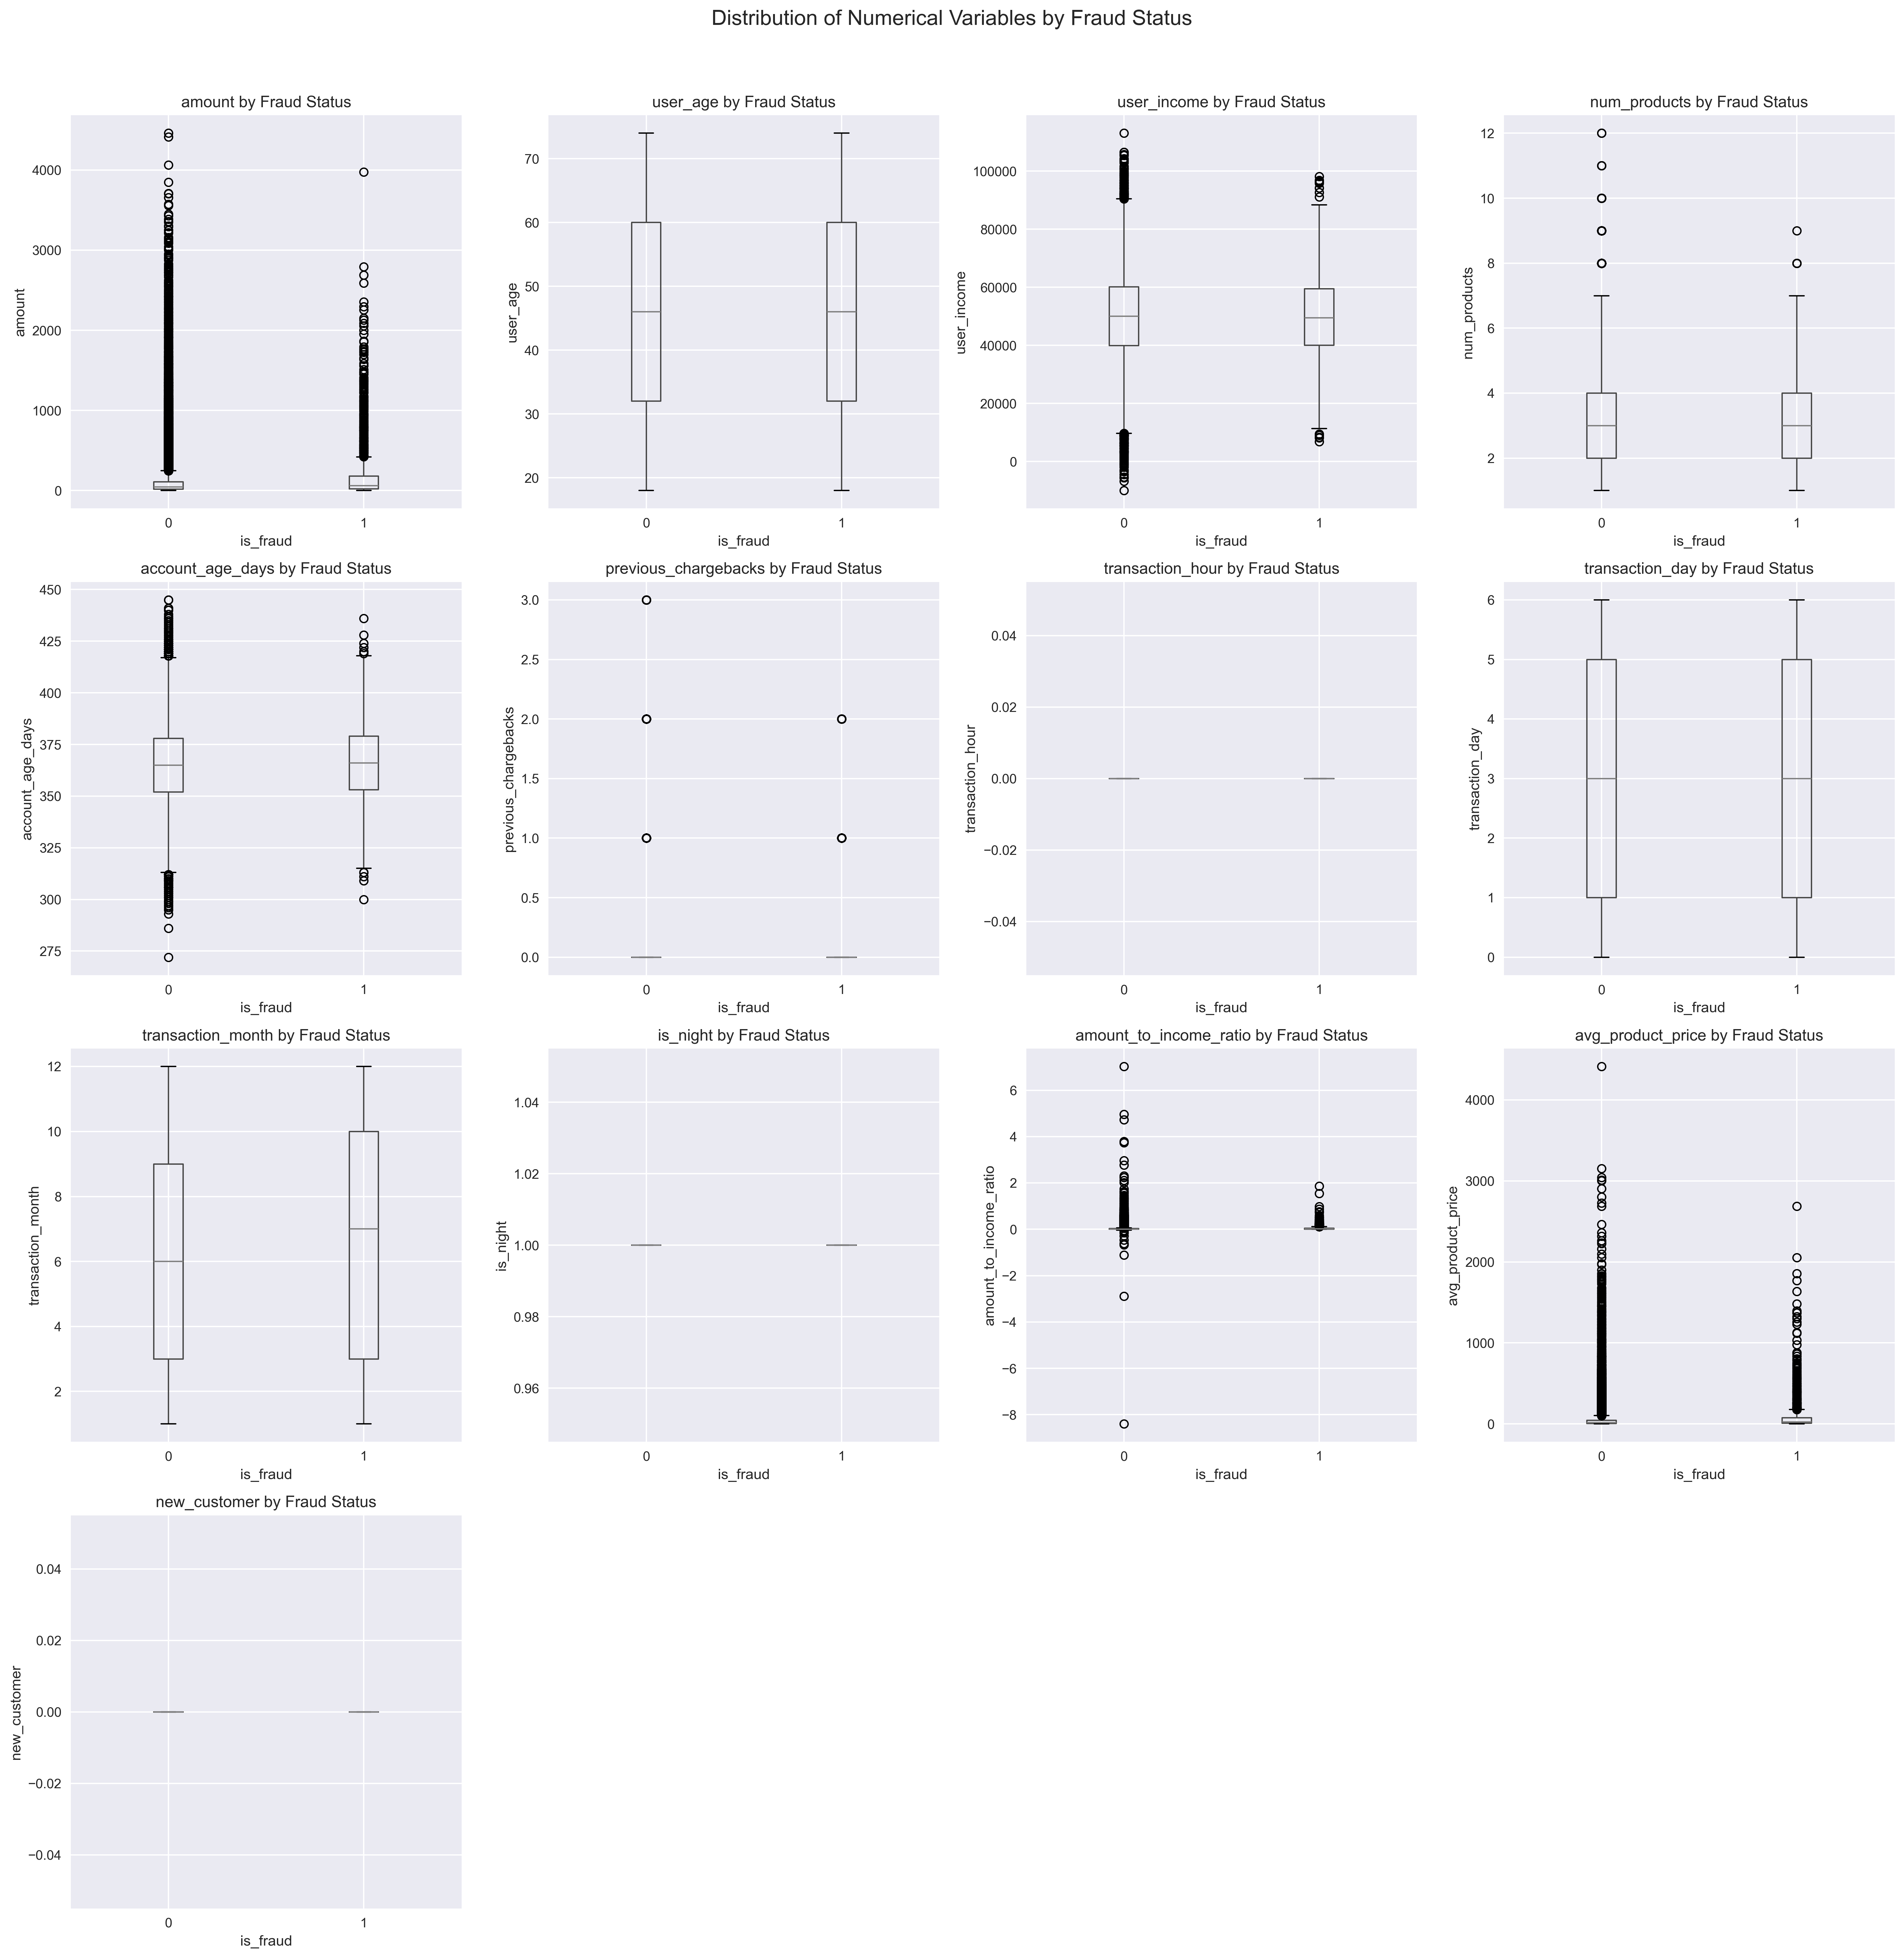 Distribution of Numerical Variables by Fraud Status
amount by Fraud Status
4000
3000
2000
1000
0
amount
0 1
is_fraud
user_age by Fraud Status
70
60
50
40
30
20
user_age
0 1
is_fraud
user_income by Fraud Status
100000
80000
60000
40000
20000
0
user_income
0 1
is_fraud
num_products by Fraud Status
12
10
8
6
4
2
num_products
0 1
is_fraud
account_age_days by Fraud Status
450
425
400
375
350
325
300
275
account_age_days
0 1
is_fraud
previous_chargebacks by Fraud Status
3.0
2.5
2.0
1.5
1.0
0.5
0.0
previous_chargebacks
0 1
is_fraud
transaction_hour by Fraud Status
0.04
0.02
0.00
−0.02
−0.04
transaction_hour
0 1
is_fraud
transaction_day by Fraud Status
6
5
4
3
2
1
0
transaction_day
0 1
is_fraud
transaction_month by Fraud Status
12
10
8
6
4
2
transaction_month
0 1
is_fraud
is_night by Fraud Status
1.04
1.02
1.00
0.98
0.96
is_night
0 1
is_fraud
amount_to_income_ratio by Fraud Status
6
4
2
0
−2
−4
−6
−8
amount_to_income_ratio
0 1
is_fraud
avg_product_price by Fraud Status
4000
3000
2000
1000
0
avg_product_price
0 1
is_fraud
new_customer by Fraud Status
0.04
0.02
0.00
−0.02
−0.04
new_customer
0 1
is_fraud